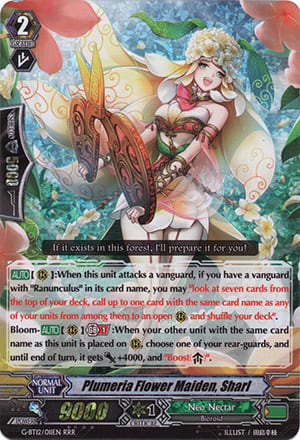 2
If it exists in this forest, I'll prepare it for you!
AUTO [ ]:When this unit attacks a vanguard, if you have a vanguard
with "Ranunculus" in its card name, you may "look at seven cards from
the top of your deck, call up to one card with the same card name as any
of your units from among them to an open and shuffle your deck".
Bloom-AUTO [ ] GB 1:When your other unit with the same card
name as this unit is placed on , choose one of your rear-guards, and
until end of turn, it gets +4000, and "Boost ".
NORMAL
UNIT
Plumeria Flower Maiden, Sharl
9000
1
CRITICAL
Neo Nectar
Bioroid
G-BT12/011EN RRR
ILLUST